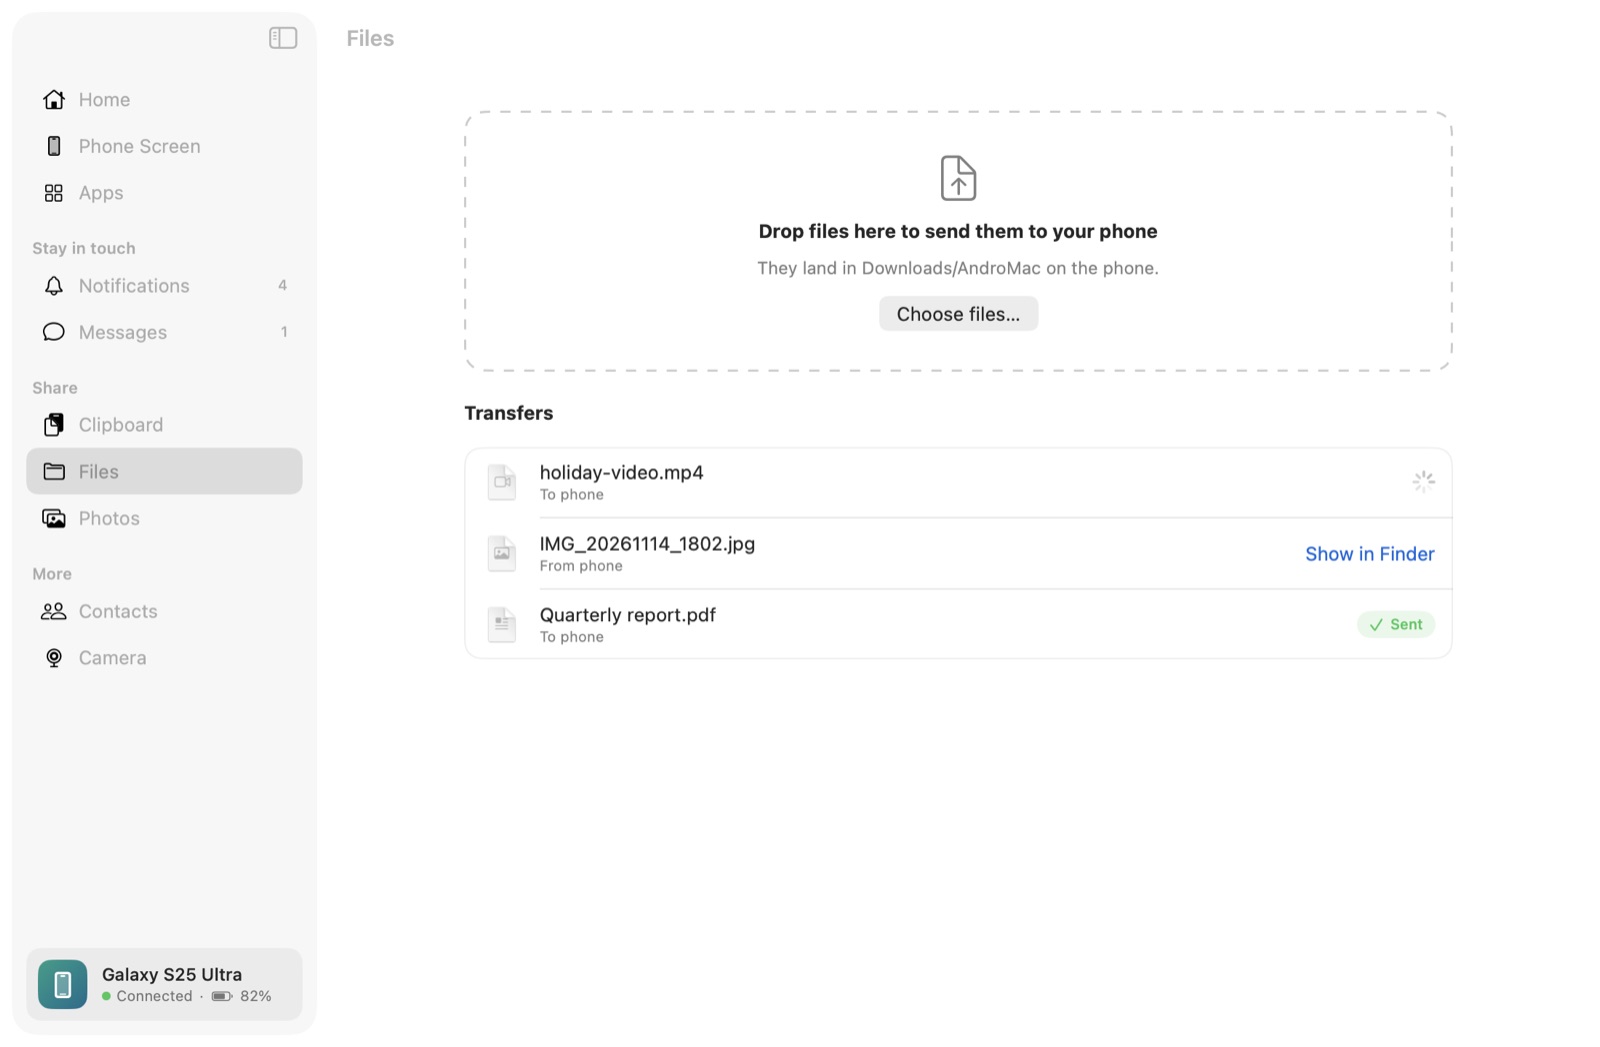 Files
Home
Phone Screen
Apps
Stay in touch
Notifications 4
Messages 1
Share
Clipboard
Files
Photos
More
Contacts
Camera
Galaxy S25 Ultra
Connected · 82%
Drop files here to send them to your phone
They land in Downloads/AndroMac on the phone.
Choose files...
Transfers
holiday-video.mp4
To phone
IMG_20261114_1802.jpg
From phone
Show in Finder
Quarterly report.pdf
To phone
Sent